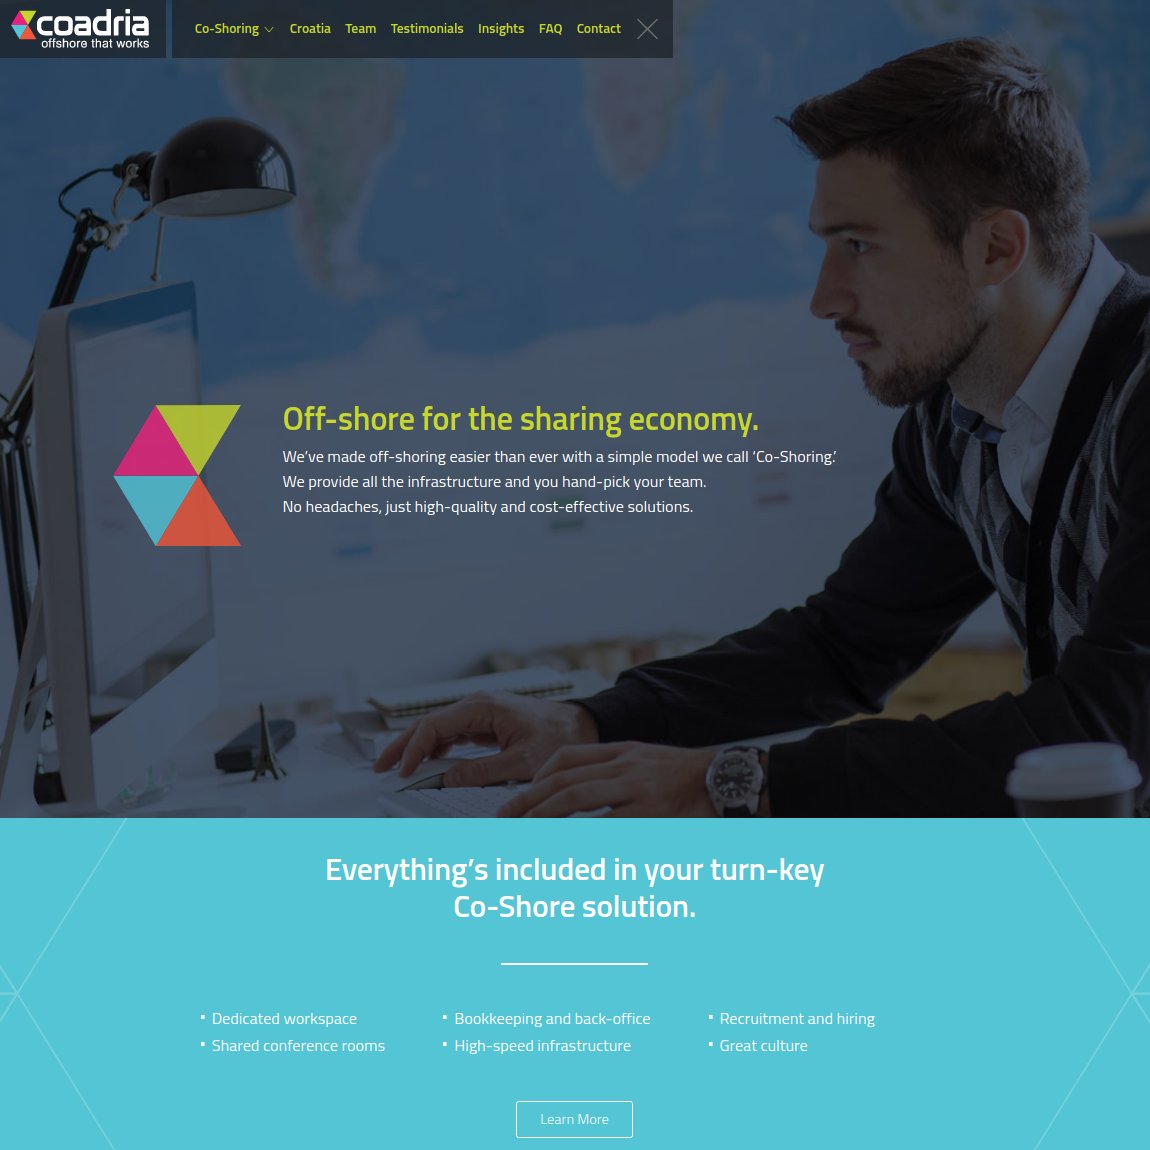 coadria
offshore that works
Co-Shoring Croatia Team Testimonials Insights FAQ Contact
Off-shore for the sharing economy.
We’ve made off-shoring easier than ever with a simple model we call ‘Co-Shoring.’
We provide all the infrastructure and you hand-pick your team.
No headaches, just high-quality and cost-effective solutions.
Everything’s included in your turn-key
Co-Shore solution.
▪ Dedicated workspace
▪ Shared conference rooms
▪ Bookkeeping and back-office
▪ High-speed infrastructure
▪ Recruitment and hiring
▪ Great culture
Learn More